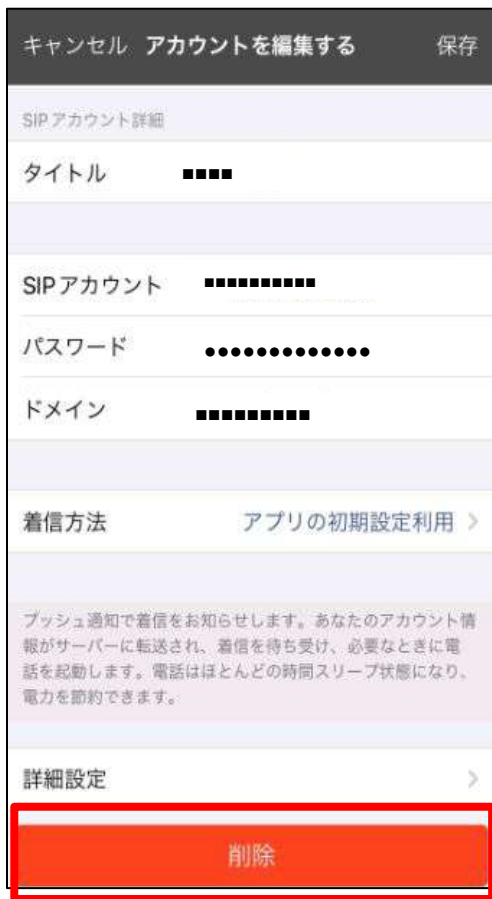 キャンセル アカウントを編集する 保存
SIPアカウント詳細
タイトル ■■■■
SIPアカウント ■■■■■■■■■■
パスワード ●●●●●●●●●●●●●
ドメイン ■■■■■■■■■
着信方法 アプリの初期設定利用 >
プッシュ通知で着信をお知らせします。あなたのアカウント情
報がサーバーに転送され、着信を待ち受け、必要なときに電
話を起動します。電話はほとんどの時間スリープ状態になり、
電力を節約できます。
詳細設定 >
削除